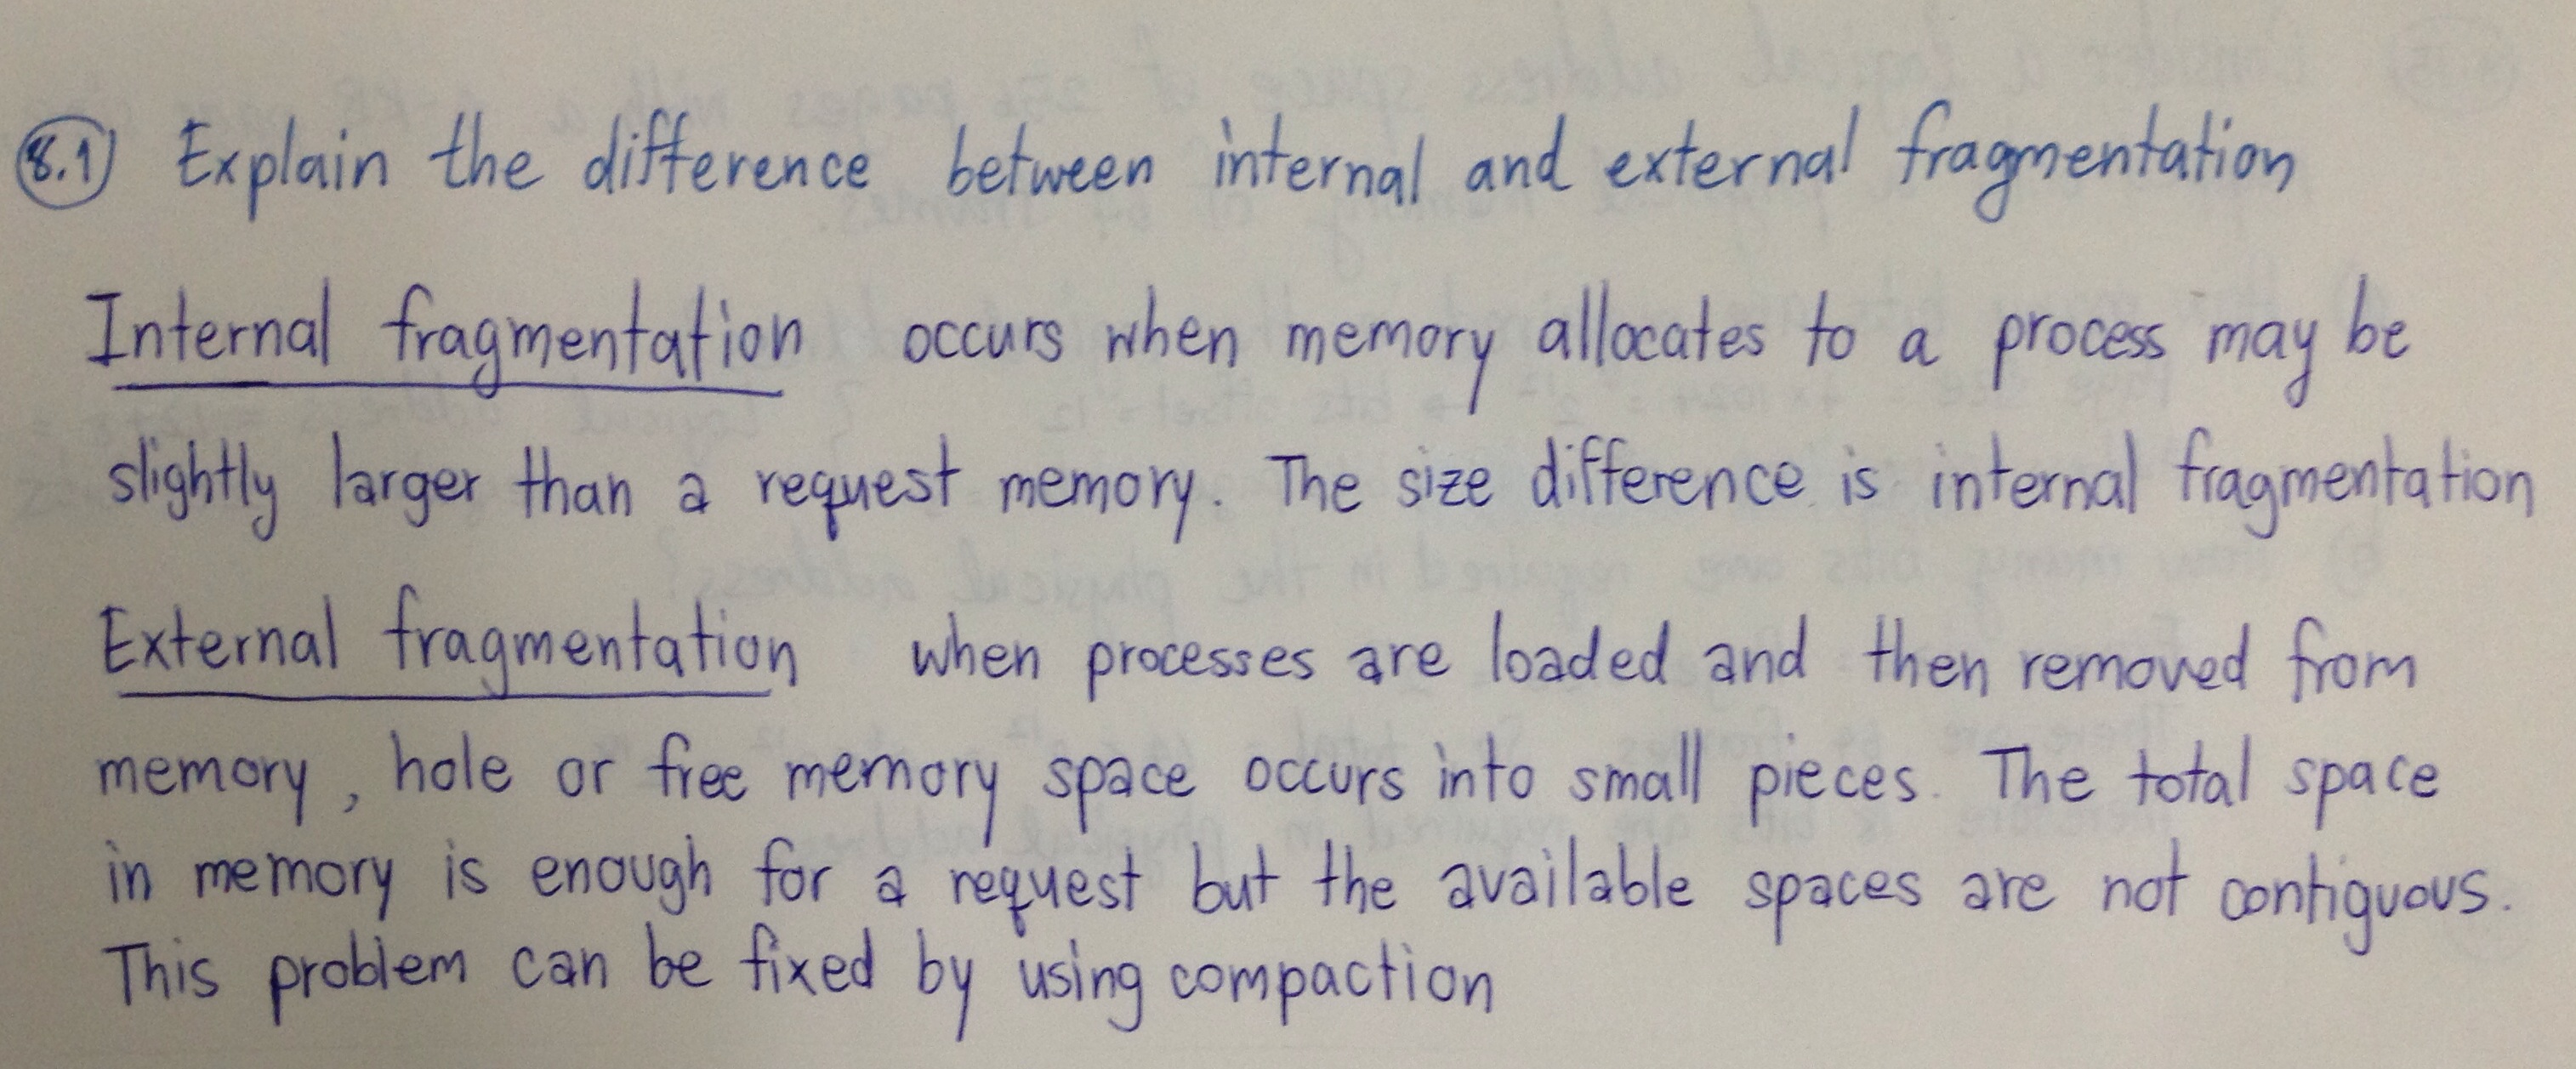 8.1 Explain the difference between internal and external fragmentation
Internal fragmentation occurs when memory allocates to a process may be
slightly larger than a request memory. The size difference is internal fragmentation
External fragmentation when processes are loaded and then removed from
memory, hole or free memory space occurs into small pieces. The total space
in memory is enough for a request but the available spaces are not contiguous.
This problem can be fixed by using compaction